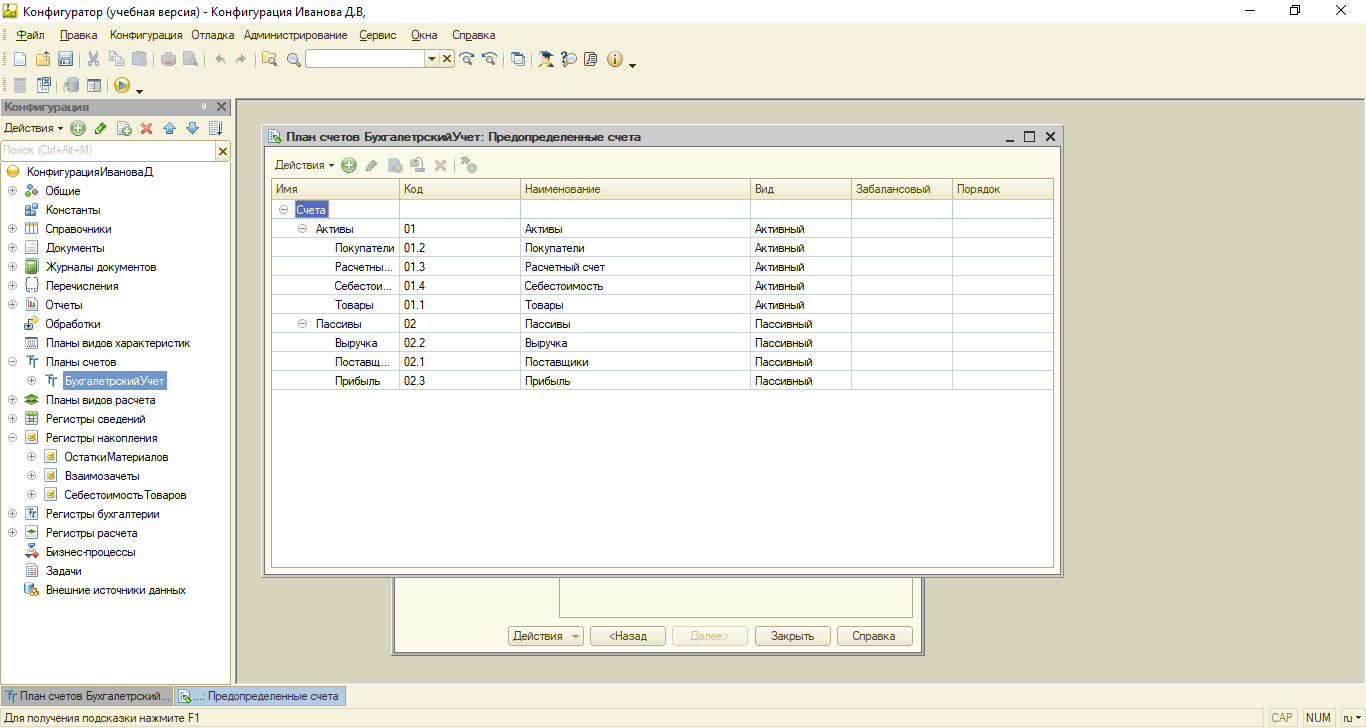 Конфигуратор (учебная версия) - Конфигурация Иванова Д.В,
Файл Правка Конфигурация Отладка Администрирование Сервис Окна Справка
Конфигурация
Действия
Поиск (Ctrl+Alt+M)
КонфигурацияИвановаД
Общие
Константы
Справочники
Документы
Журналы документов
Перечисления
Отчеты
Обработки
Планы видов характеристик
Планы счетов
БухгалетрскийУчет
Планы видов расчета
Регистры сведений
Регистры накопления
ОстаткиМатериалов
Взаимозачеты
СебестоимостьТоваров
Регистры бухгалтерии
Регистры расчета
Бизнес-процессы
Задачи
Внешние источники данных
План счетов БухгалетрскийУчет: Предопределенные счета
Действия
Имя Код Наименование Вид Забалансовый Порядок
Счета
Активы 01 Активы Активный
Покупатели 01.2 Покупатели Активный
Расчетны... 01.3 Расчетный счет Активный
Себестои... 01.4 Себестоимость Активный
Товары 01.1 Товары Активный
Пассивы 02 Пассивы Пассивный
Выручка 02.2 Выручка Пассивный
Поставщ... 02.1 Поставщики Пассивный
Прибыль 02.3 Прибыль Пассивный
Действия <Назад Далее> Закрыть Справка
План счетов Бухгалетрский... ...: Предопределенные счета
Для получения подсказки нажмите F1 CAP NUM ru